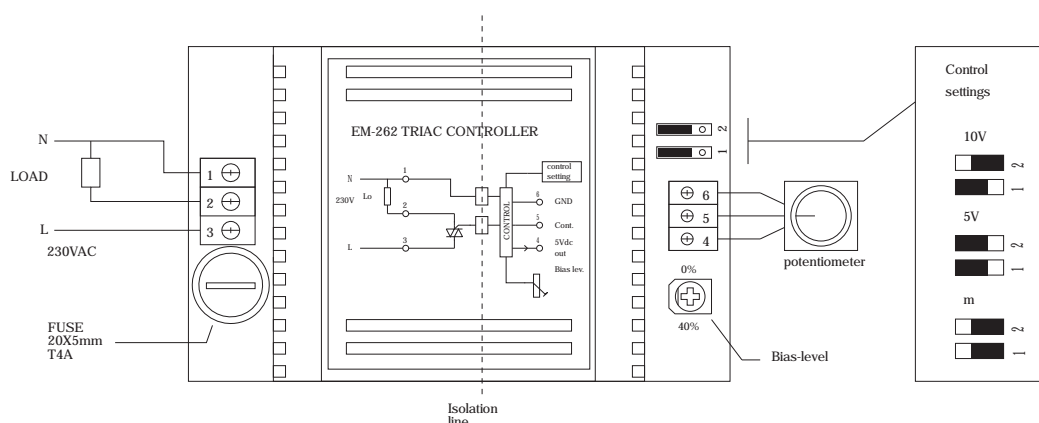 N
LOAD
L
230VAC
FUSE
20X5mm
T4A
1
2
3
EM-262 TRIAC CONTROLLER
N
230V
Lo
L
1
2
3
CONTROL
control
setting
6
GND
5
Cont.
4
5Vdc
out
Bias lev.
Isolation
line
2
1
6
5
4
0%
40%
potentiometer
Bias-level
Control
settings
10V
2
1
5V
2
1
m
2
1